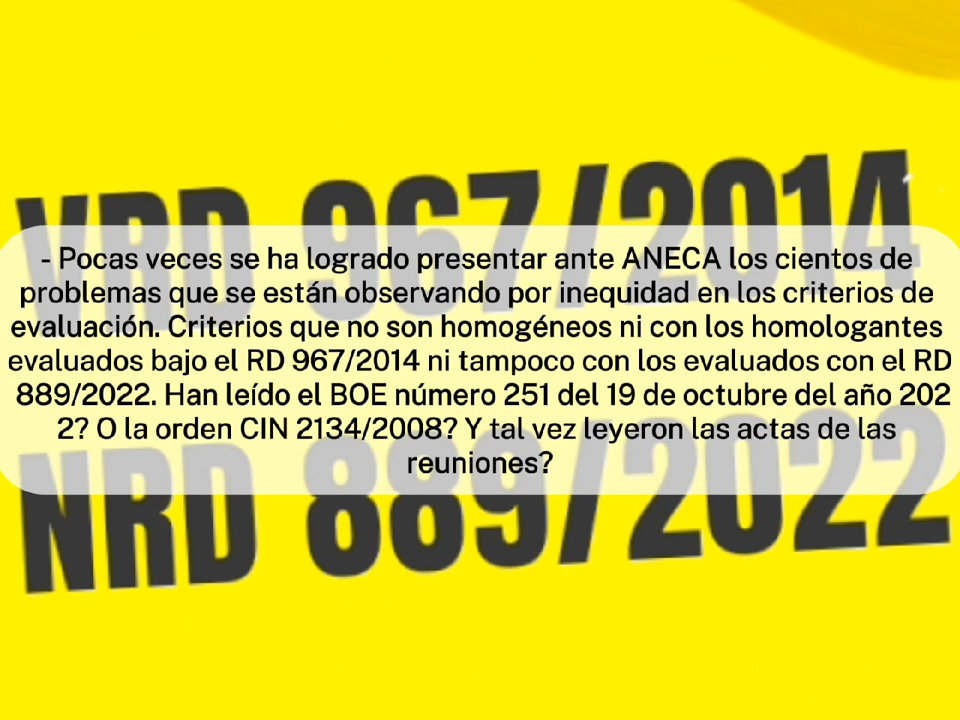 VRD 967/2014
- Pocas veces se ha logrado presentar ante ANECA los cientos de
problemas que se están observando por inequidad en los criterios de
evaluación. Criterios que no son homogéneos ni con los homologantes
evaluados bajo el RD 967/2014 ni tampoco con los evaluados con el RD
889/2022. Han leído el BOE número 251 del 19 de octubre del año 202
2? O la orden CIN 2134/2008? Y tal vez leyeron las actas de las
reuniones?
NRD 889/2022